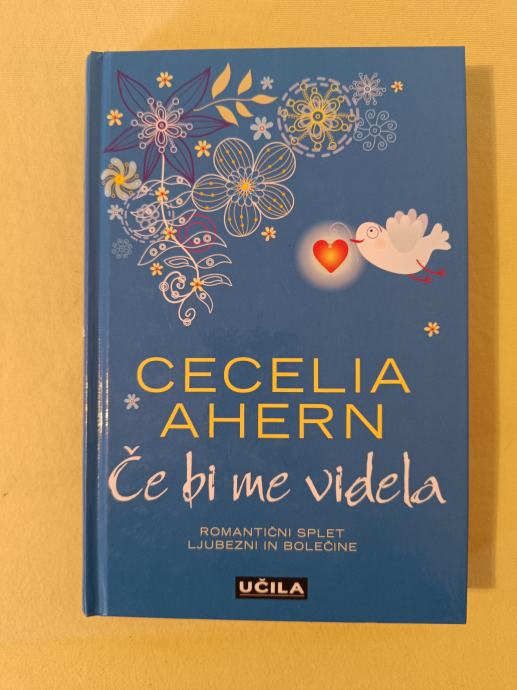 CECELIA
AHERN
Če bi me videla
ROMANTIČNI SPLET
LJUBEZNI IN BOLEČINE
UČILA